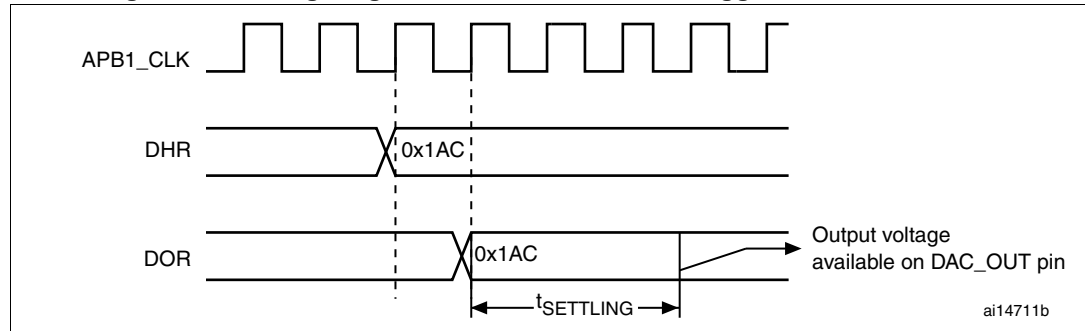 APB1_CLK
DHR
0x1AC
DOR
0x1AC
Output voltage
available on DAC_OUT pin
tSETTLING
ai14711b